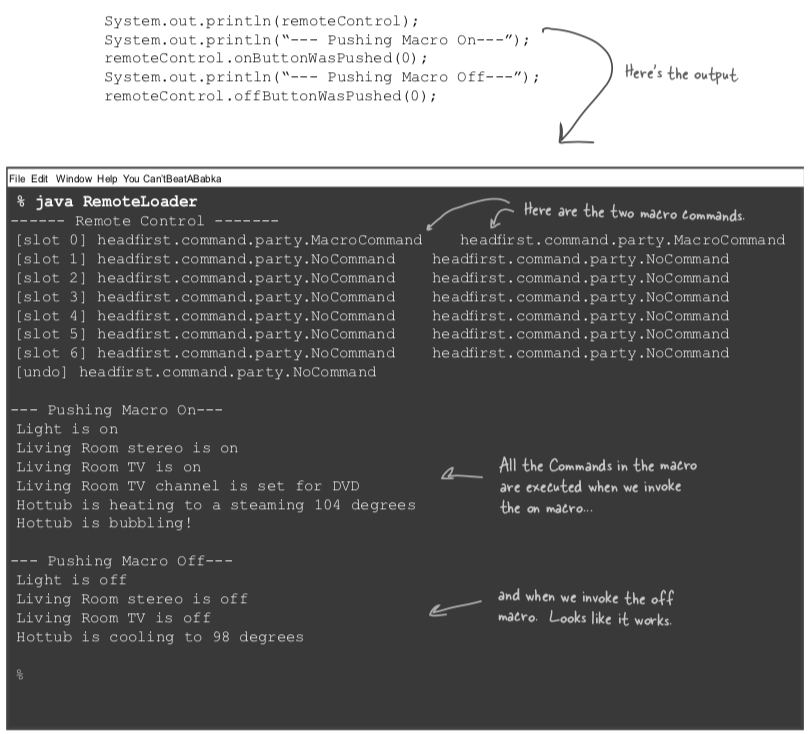 System.out.println(remoteControl);
System.out.println(“--- Pushing Macro On---”);
remoteControl.onButtonWasPushed(0);
System.out.println(“--- Pushing Macro Off---”);
remoteControl.offButtonWasPushed(0);
Here's the output
File Edit Window Help You Can'tBeatABabka
% java RemoteLoader
------ Remote Control -------
Here are the two macro commands.
[slot 0] headfirst.command.party.MacroCommand headfirst.command.party.MacroCommand
[slot 1] headfirst.command.party.NoCommand headfirst.command.party.NoCommand
[slot 2] headfirst.command.party.NoCommand headfirst.command.party.NoCommand
[slot 3] headfirst.command.party.NoCommand headfirst.command.party.NoCommand
[slot 4] headfirst.command.party.NoCommand headfirst.command.party.NoCommand
[slot 5] headfirst.command.party.NoCommand headfirst.command.party.NoCommand
[slot 6] headfirst.command.party.NoCommand headfirst.command.party.NoCommand
[undo] headfirst.command.party.NoCommand
--- Pushing Macro On---
Light is on
Living Room stereo is on
Living Room TV is on
Living Room TV channel is set for DVD
Hottub is heating to a steaming 104 degrees
Hottub is bubbling!
All the Commands in the macro
are executed when we invoke
the on macro...
--- Pushing Macro Off---
Light is off
Living Room stereo is off
Living Room TV is off
Hottub is cooling to 98 degrees
and when we invoke the off
macro. Looks like it works.
%